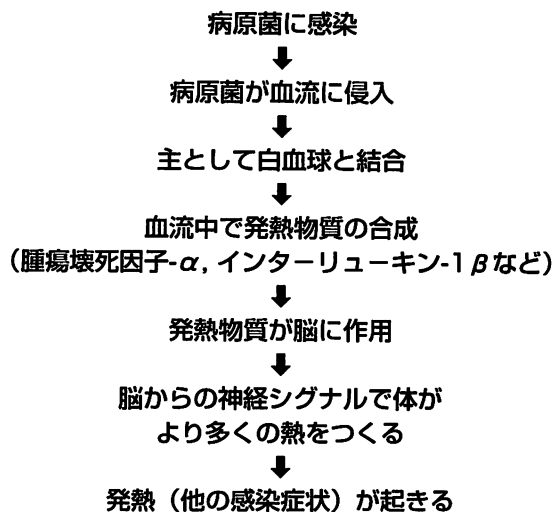 病原菌に感染
病原菌が血流に侵入
主として白血球と結合
血流中で発熱物質の合成
（腫瘍壊死因子-α, インターリューキン-1βなど）
発熱物質が脳に作用
脳からの神経シグナルで体が
より多くの熱をつくる
発熱（他の感染症状）が起きる